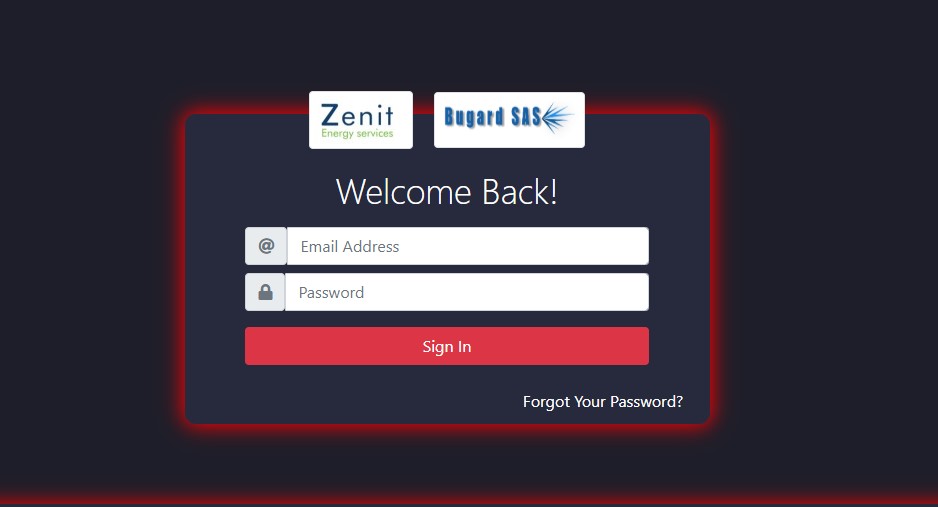 Zenit
Energy services
Bugard SAS
Welcome Back!
@ Email Address
Password
Sign In
Forgot Your Password?